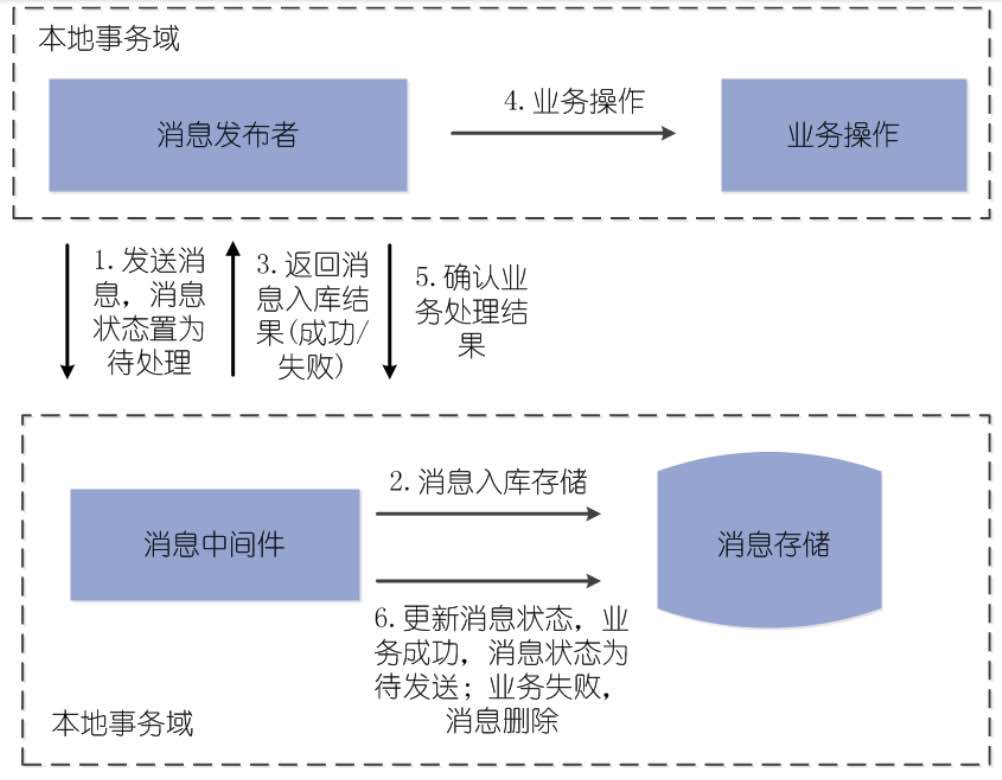 本地事务域
消息发布者
4.业务操作
业务操作
1.发送消
息，消息
状态置为
待处理
3.返回消
息入库结
果(成功/
失败)
5.确认业
务处理结
果
2.消息入库存储
消息中间件
消息存储
6.更新消息状态，业
务成功，消息状态为
待发送；业务失败，
消息删除
本地事务域